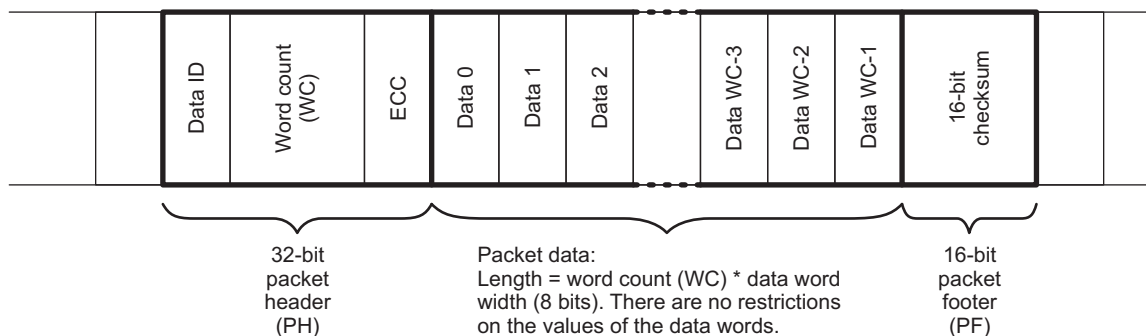 Data ID
Word count
(WC)
ECC
Data 0
Data 1
Data 2
Data WC-3
Data WC-2
Data WC-1
16-bit
checksum
32-bit
packet
header
(PH)
Packet data:
Length = word count (WC) * data word
width (8 bits). There are no restrictions
on the values of the data words.
16-bit
packet
footer
(PF)